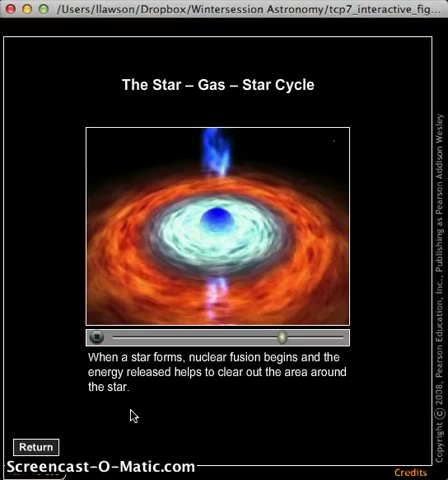 /Users/llawson/Dropbox/Wintersession Astronomy/tcp7_interactive_fig...
The Star – Gas – Star Cycle
When a star forms, nuclear fusion begins and the
energy released helps to clear out the area around
the star.
Return
Screencast-O-Matic.com
Credits
Copyright © 2008, Pearson Education, Inc., Publishing as Pearson Addison Wesley